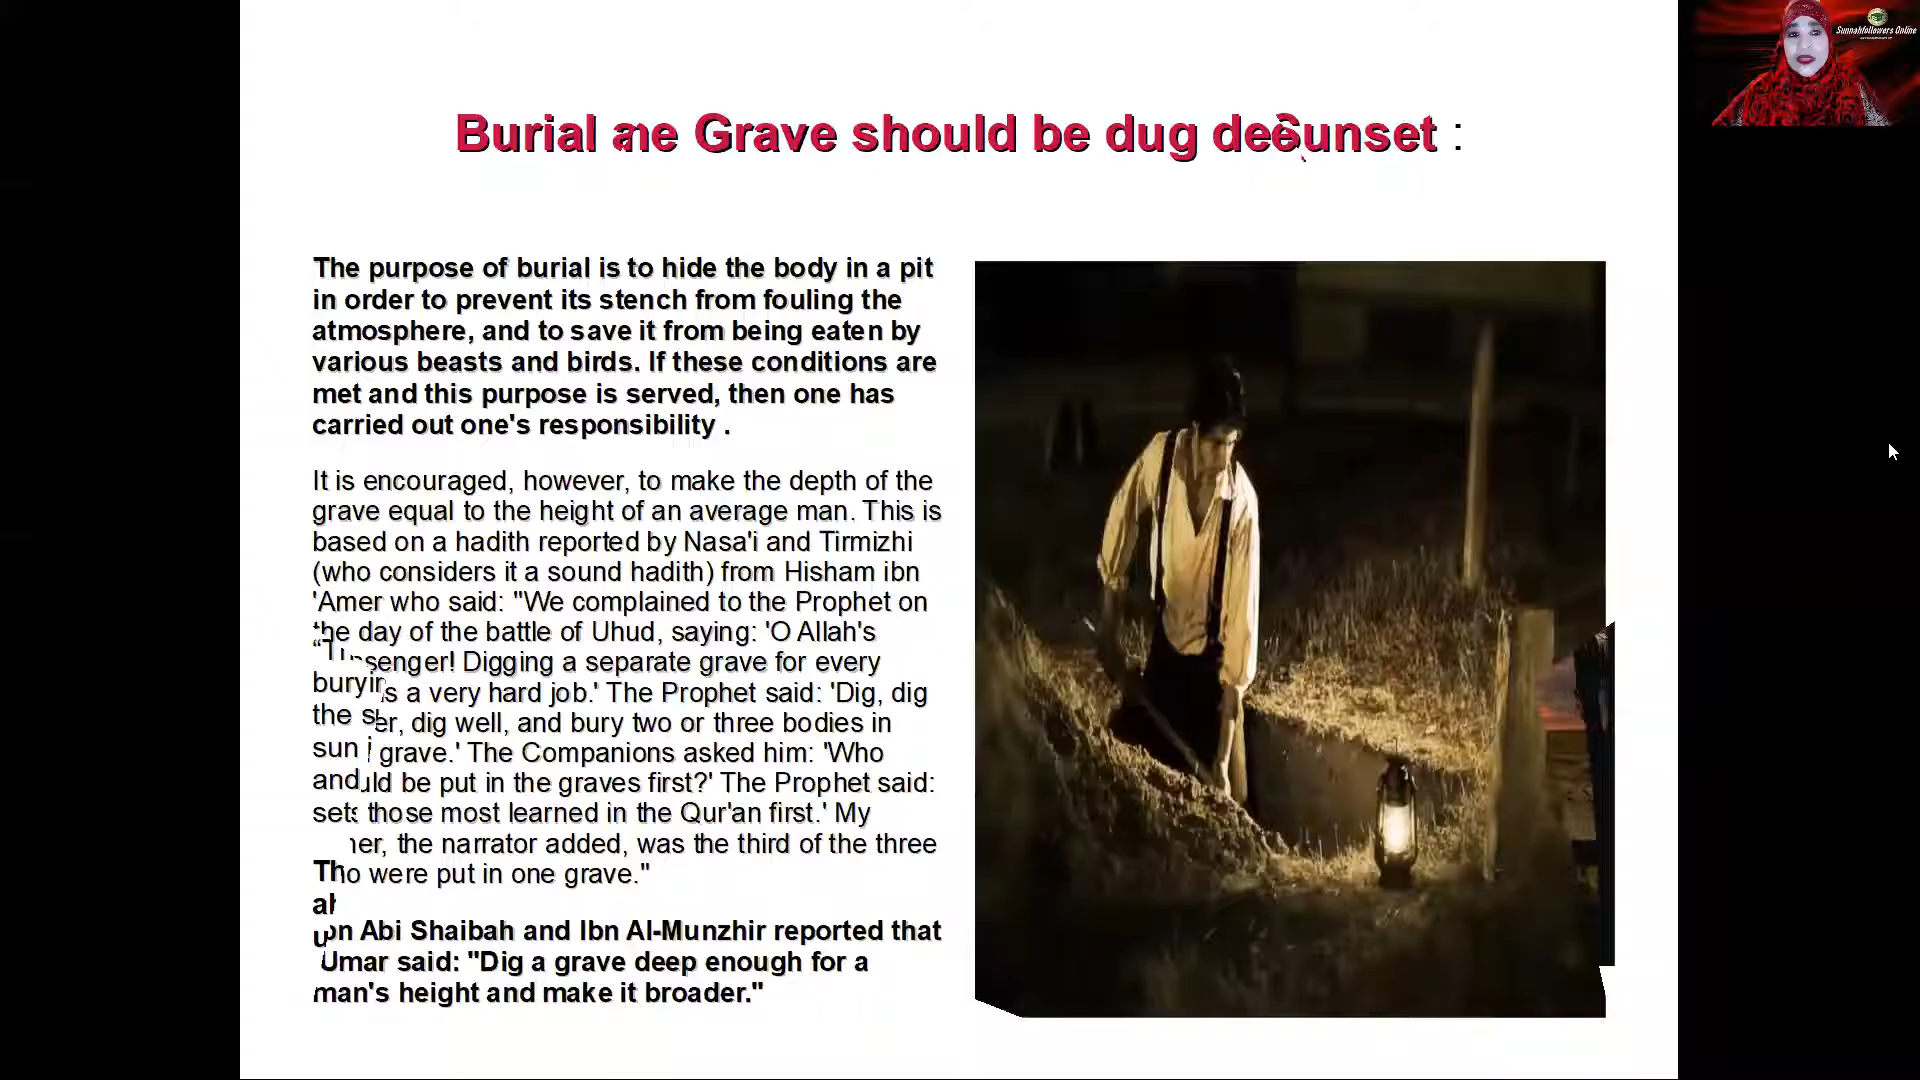 Sunnahfollowers Online
Burial Grave should be dug :
The purpose of burial is to hide the body in a pit
in order to prevent its stench from fouling the
atmosphere, and to save it from being eaten by
various beasts and birds. If these conditions are
met and this purpose is served, then one has
carried out one's responsibility .
It is encouraged, however, to make the depth of the
grave equal to the height of an average man. This is
based on a hadith reported by Nasa'i and Tirmizhi
(who considers it a sound hadith) from Hisham ibn
'Amer who said: "We complained to the Prophet on
the day of the battle of Uhud, saying: 'O Allah's
Digging a separate grave for every
a very hard job.' The Prophet said: 'Dig, dig
dig well, and bury two or three bodies in
grave.' The Companions asked him: 'Who
be put in the graves first?' The Prophet said:
those most learned in the Qur'an first.' My
the narrator added, was the third of the three
were put in one grave."
Abi Shaibah and Ibn Al-Munzhir reported that
Umar said: "Dig a grave deep enough for a
man's height and make it broader."